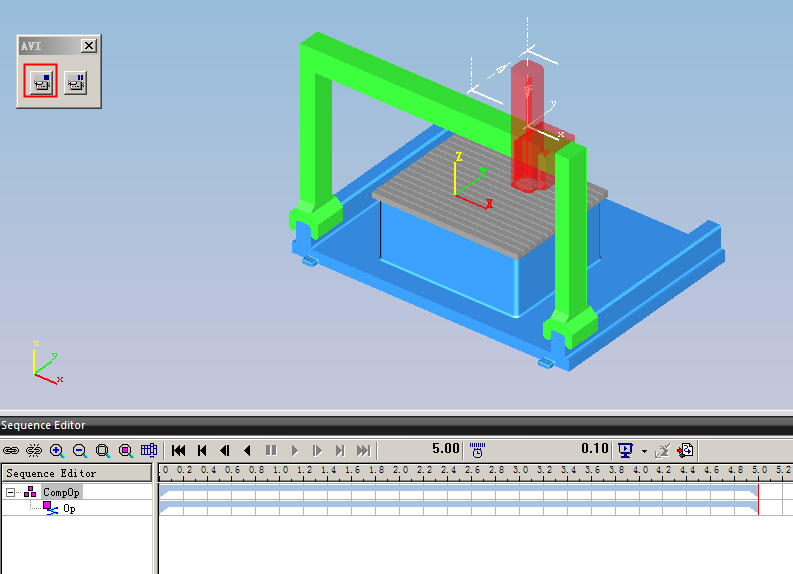 AVI
z
y
x
Z
Y
X
z
y
x
Sequence Editor
5.00
0.10
Sequence Editor
.0 0.2 0.4 0.6 0.8 1.0 1.2 1.4 1.6 1.8 2.0 2.2 2.4 2.6 2.8 3.0 3.2 3.4 3.6 3.8 4.0 4.2 4.4 4.6 4.8 5.0 5.2
CompOp
Op